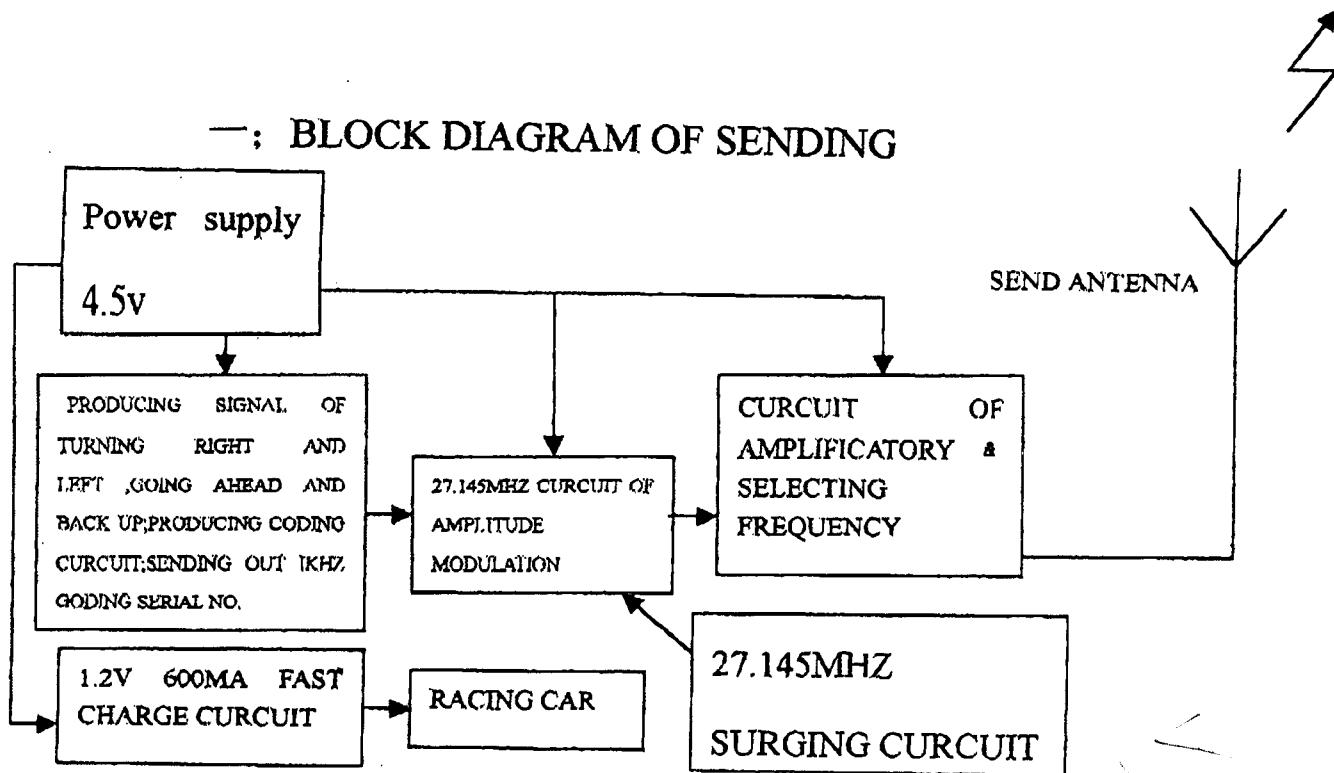 一；BLOCK DIAGRAM OF SENDING
Power supply
4.5v
SEND ANTENNA
PRODUCING SIGNAL OF
TURNING RIGHT AND
LEFT ,GOING AHEAD AND
BACK UP;PRODUCING CODING
CURCUIT;SENDING OUT 1KHZ
GODING SERIAL NO.
27.145MHZ CURCUIT OF
AMPLITUDE
MODULATION
CURCUIT OF
AMPLIFICATORY &
SELECTING
FREQUENCY
1.2V 600MA FAST
CHARGE CURCUIT
RACING CAR
27.145MHZ
SURGING CURCUIT